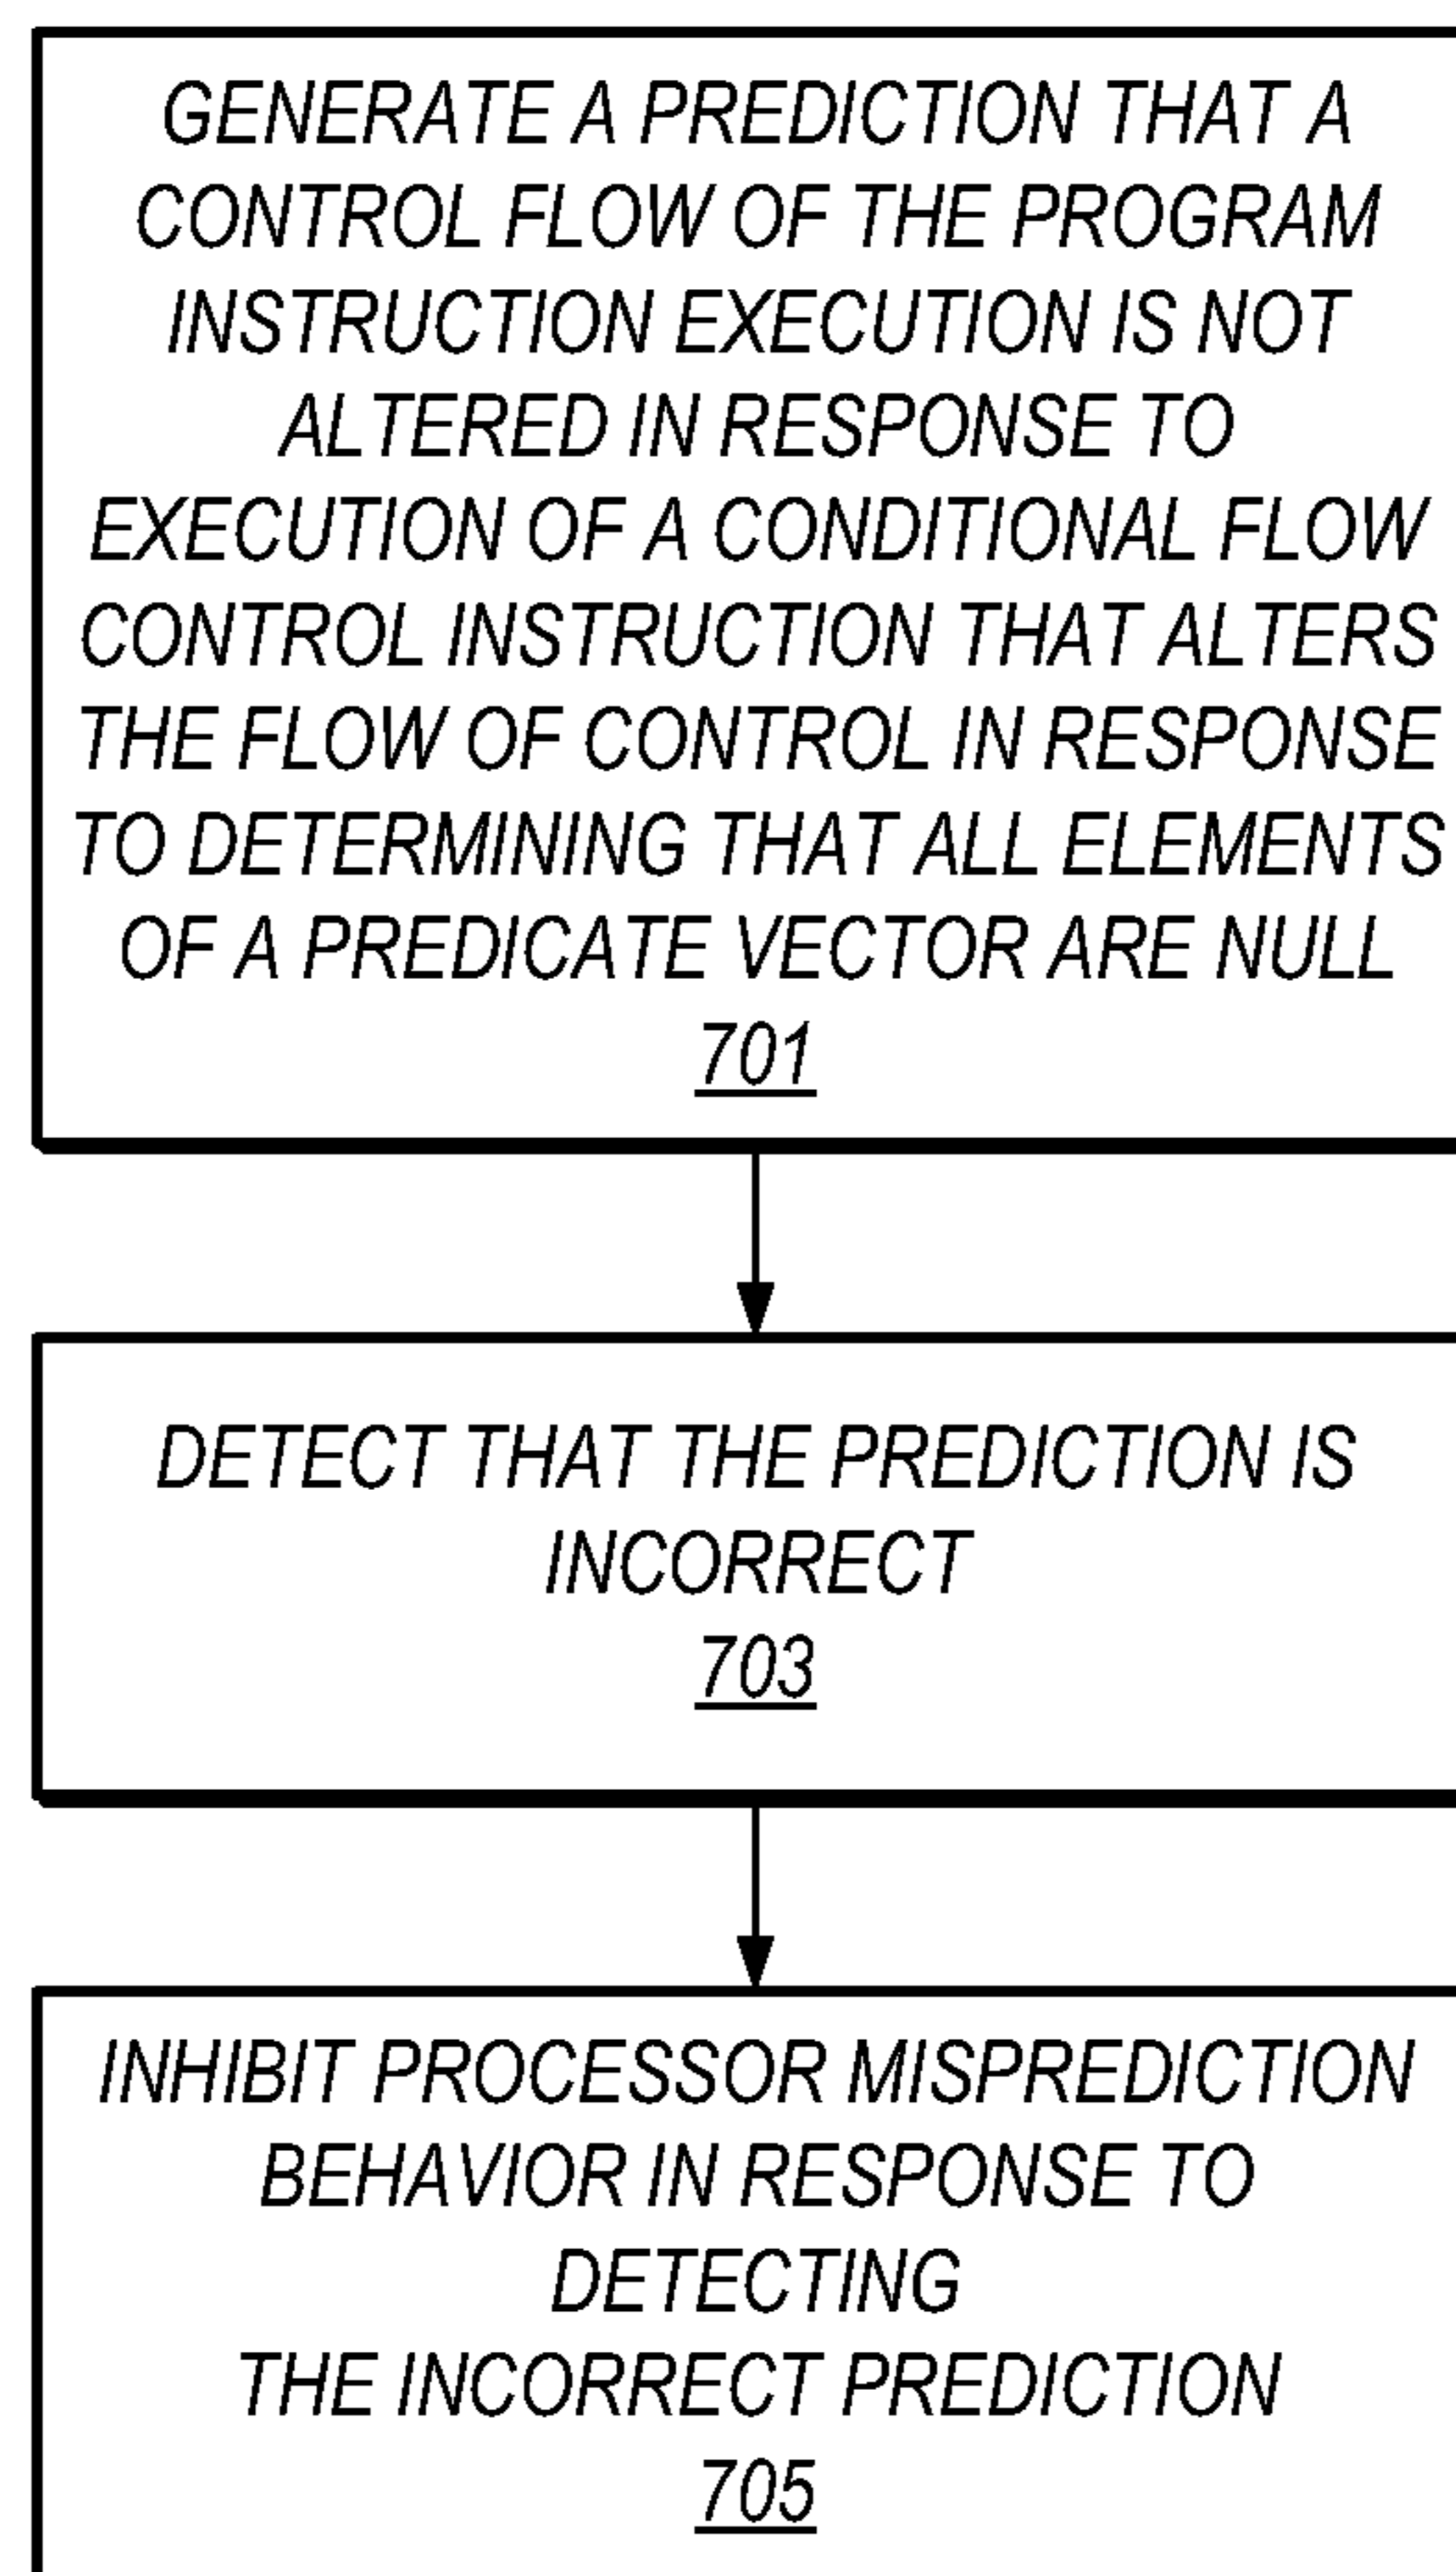 GENERATE A PREDICTION THAT A
CONTROL FLOW OF THE PROGRAM
INSTRUCTION EXECUTION IS NOT
ALTERED IN RESPONSE TO
EXECUTION OF A CONDITIONAL FLOW
CONTROL INSTRUCTION THAT ALTERS
THE FLOW OF CONTROL IN RESPONSE
TO DETERMINING THAT ALL ELEMENTS
OF A PREDICATE VECTOR ARE NULL
701
DETECT THAT THE PREDICTION IS
INCORRECT
703
INHIBIT PROCESSOR MISPREDICTION
BEHAVIOR IN RESPONSE TO
DETECTING
THE INCORRECT PREDICTION
705